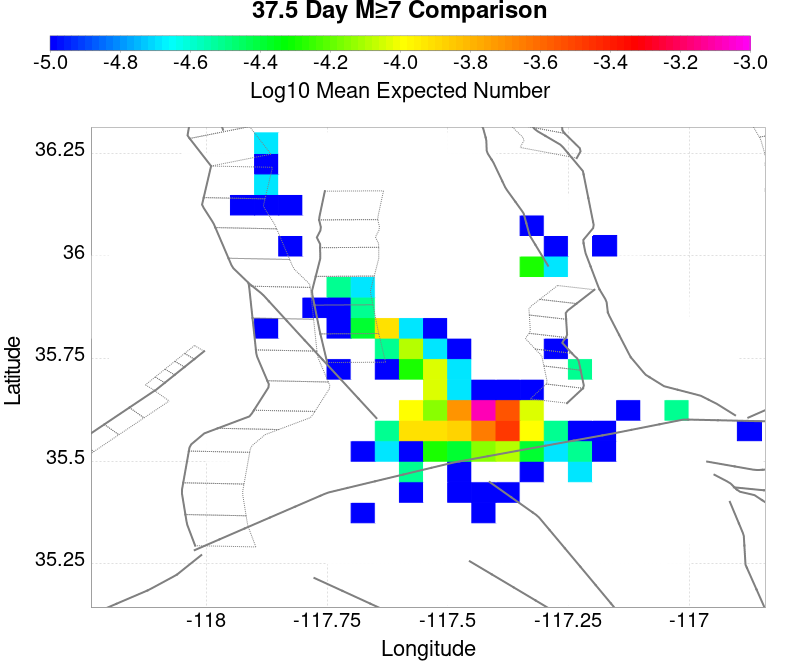 37.5 Day M≥7 Comparison
-5.0 -4.8 -4.6 -4.4 -4.2 -4.0 -3.8 -3.6 -3.4 -3.2 -3.0
Log10 Mean Expected Number
36.25
36
35.75
35.5
35.25
Latitude
-118 -117.75 -117.5 -117.25 -117
Longitude